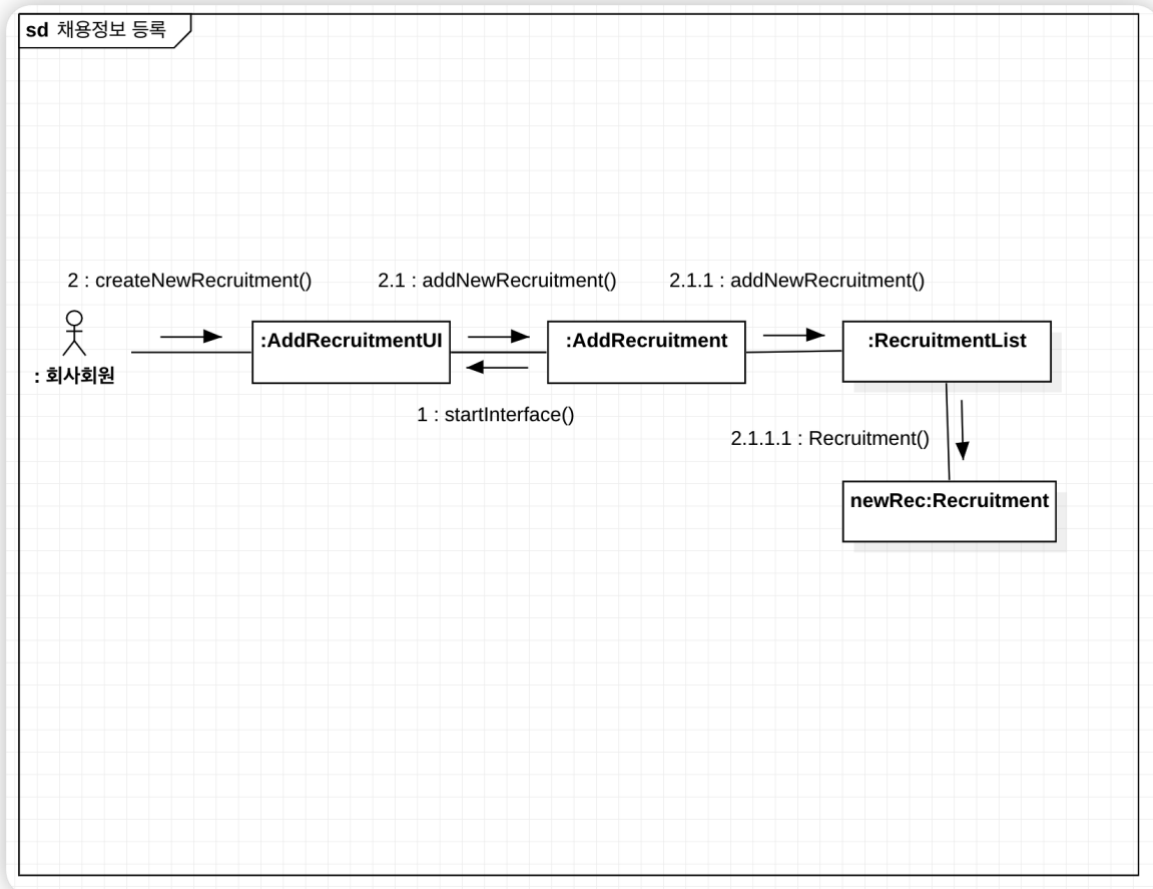 sd 채용정보 등록
2 : createNewRecruitment()
2.1 : addNewRecruitment()
2.1.1 : addNewRecruitment()
: 회사회원
:AddRecruitmentUI
:AddRecruitment
:RecruitmentList
1 : startInterface()
2.1.1.1 : Recruitment()
newRec:Recruitment